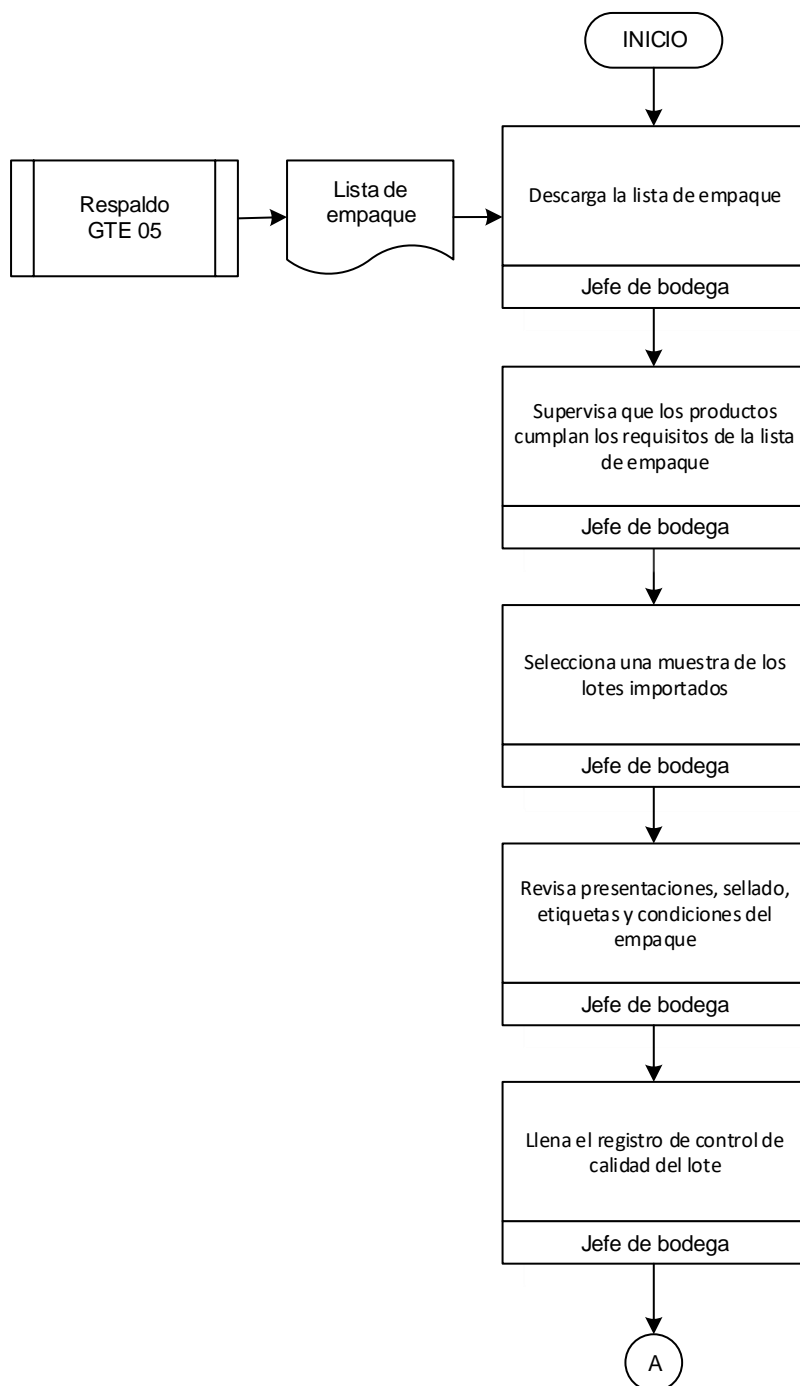 INICIO
Respaldo
GTE 05
Lista de
empaque
Descarga la lista de empaque
Jefe de bodega
Supervisa que los productos
cumplan los requisitos de la lista
de empaque
Jefe de bodega
Selecciona una muestra de los
lotes importados
Jefe de bodega
Revisa presentaciones, sellado,
etiquetas y condiciones del
empaque
Jefe de bodega
Llena el registro de control de
calidad del lote
Jefe de bodega
A